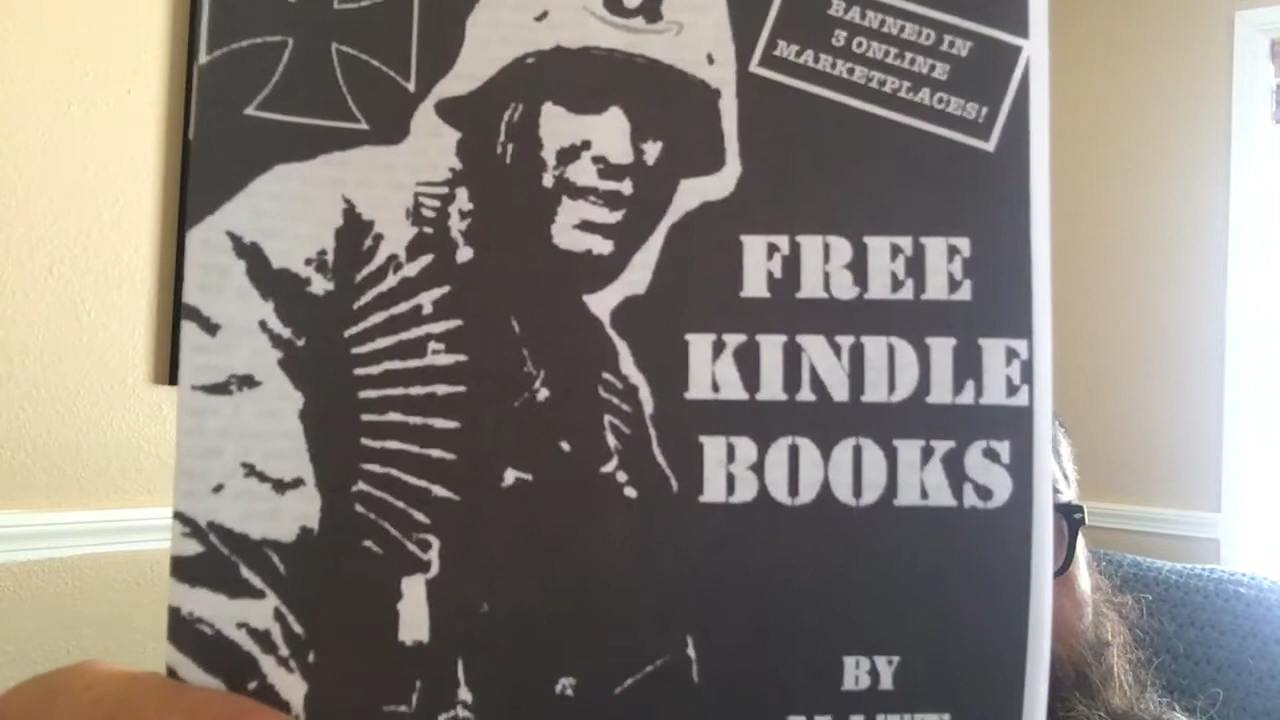 a
BANNED IN
3 ONLINE
MARKETPLACES!
FREE
KINDLE
BOOKS
BY